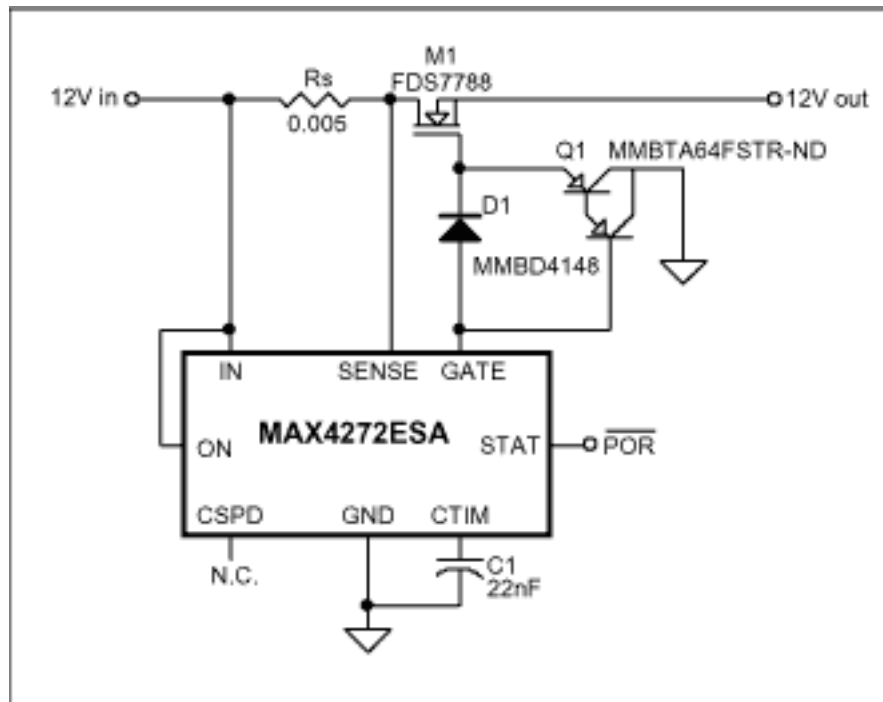 M1
FDS7788
12V in
Rs
0.005
12V out
Q1 MMBTA64FSTR-ND
D1
MMBD4148
IN SENSE GATE
MAX4272ESA
ON
STAT
POR
CSPD GND CTIM
N.C.
C1
22nF